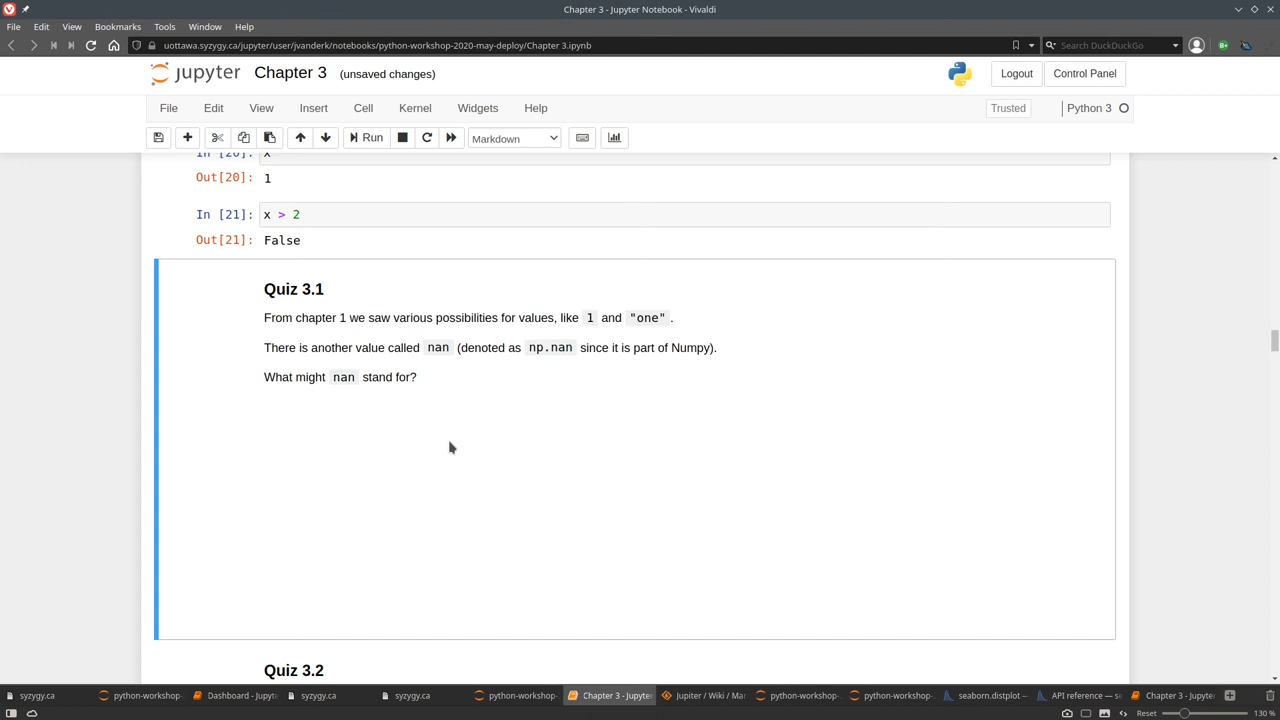 Chapter 3 - Jupyter Notebook - Vivaldi
File Edit View Bookmarks Tools Window Help
uottawa.syzygy.ca/jupyter/user/jvanderk/notebooks/python-workshop-2020-may-deploy/Chapter 3.ipynb
Search DuckDuckGo
jupyter Chapter 3 (unsaved changes)
Logout Control Panel
File Edit View Insert Cell Kernel Widgets Help
Trusted Python 3
Run Markdown
In [20]: x
Out[20]: 1
In [21]: x > 2
Out[21]: False
Quiz 3.1
From chapter 1 we saw various possibilities for values, like 1 and "one".
There is another value called nan (denoted as np.nan since it is part of Numpy).
What might nan stand for?
Quiz 3.2
syzygy.ca python-workshop- Dashboard - Jupyte syzygy.ca syzygy.ca python-workshop- Chapter 3 - Jupyter Jupiter / Wiki / Mar python-workshop- python-workshop- seaborn.distplot — API reference — se Chapter 3 - Jupyter
Reset 130 %